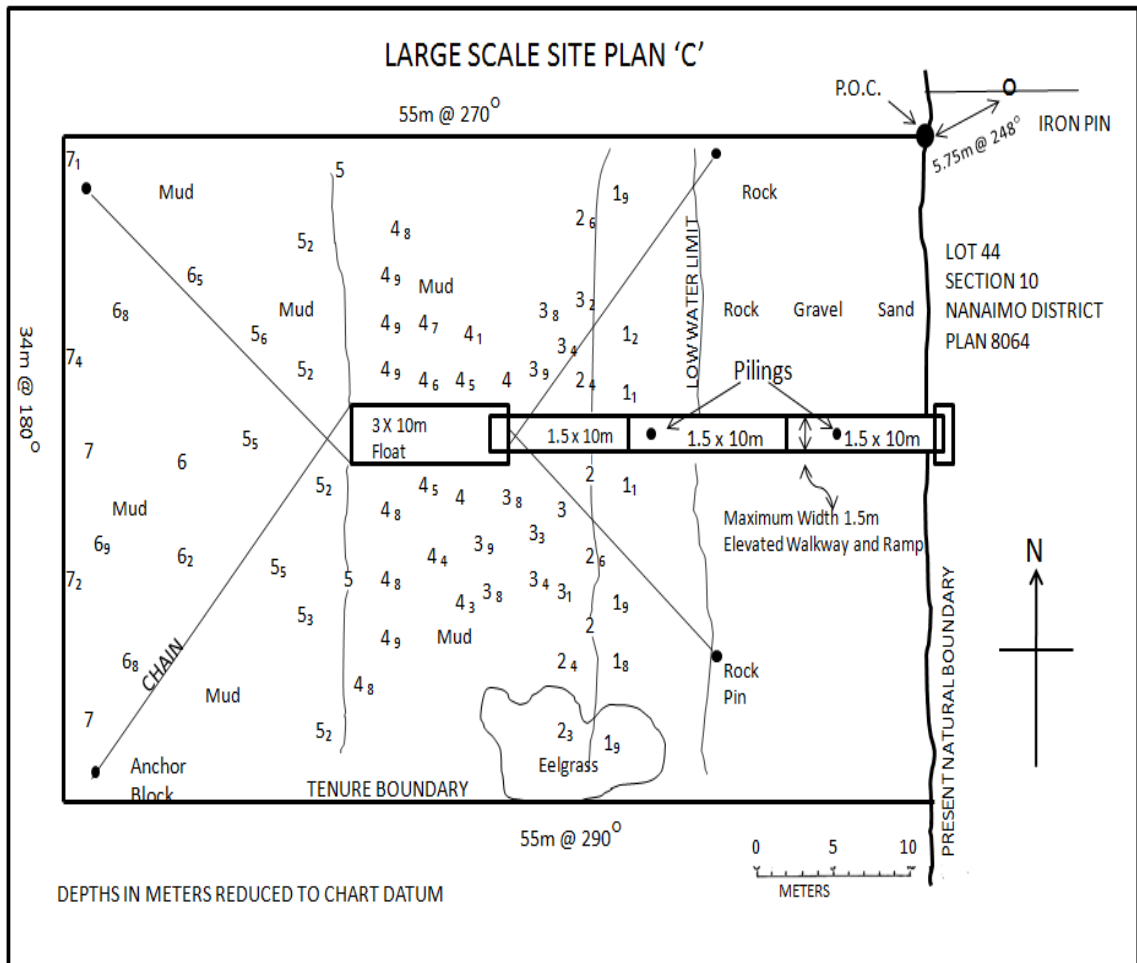 LARGE SCALE SITE PLAN ‘C’
P.O.C.
55m @ 270°
IRON PIN
5.75m @ 248°
7₁
Mud
5
1₉
Rock
2₆
4₈
5₂
LOW WATER LIMIT
LOT 44
SECTION 10
NANAIMO DISTRICT
PLAN 8064
6₅
4₉
Mud
6₈
Mud
3₈
3₂
Rock
Gravel
Sand
5₆
4₉
4₇
4₁
3₄
1₂
34m @ 180°
7₄
5₂
4₉
4₆
4₅
4
3₉
2₄
1₁
Pilings
3 X 10m
Float
1.5 x 10m
1.5 x 10m
1.5 x 10m
7
6
5₅
5₂
4₅
4
3₈
2
1₁
Mud
4₈
3
Maximum Width 1.5m
Elevated Walkway and Ramp
6₉
6₂
4₄
3₉
3₃
2₆
N
7₂
5₅
5
4₈
3₈
3₄
3₁
5₃
4₃
1₉
4₉
Mud
2
6₈
CHAIN
2₄
1₈
Rock
Pin
Mud
4₈
7
5₂
2₃
1₉
Eelgrass
Anchor
Block
TENURE BOUNDARY
PRESENT NATURAL BOUNDARY
55m @ 290°
0 5 10
METERS
DEPTHS IN METERS REDUCED TO CHART DATUM